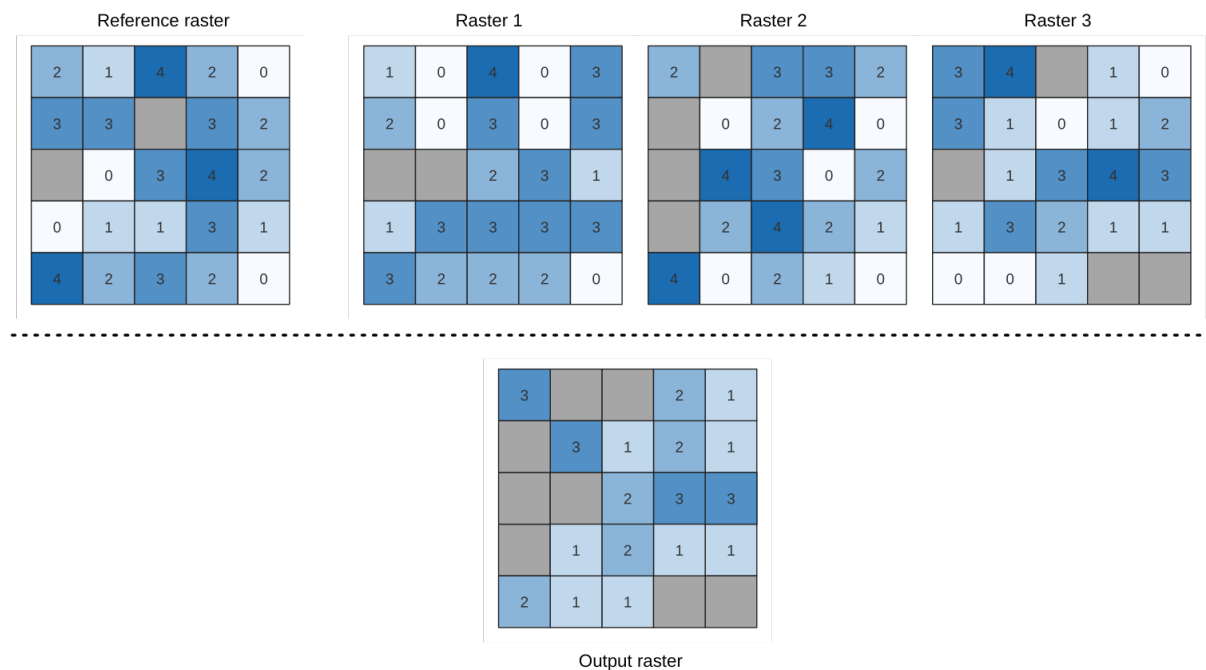 Reference raster Raster 1 Raster 2 Raster 3
2 1 4 2 0 1 0 4 0 3 2 3 3 2 3 4 1 0
3 3 3 2 2 0 3 0 3 0 2 4 0 3 1 0 1 2
0 3 4 2 2 3 1 4 3 0 2 1 3 4 3
0 1 1 3 1 1 3 3 3 3 2 4 2 1 1 3 2 1 1
4 2 3 2 0 3 2 2 2 0 4 0 2 1 0 0 0 1
3 2 1
3 1 2 1
2 3 3
1 2 1 1
2 1 1
Output raster